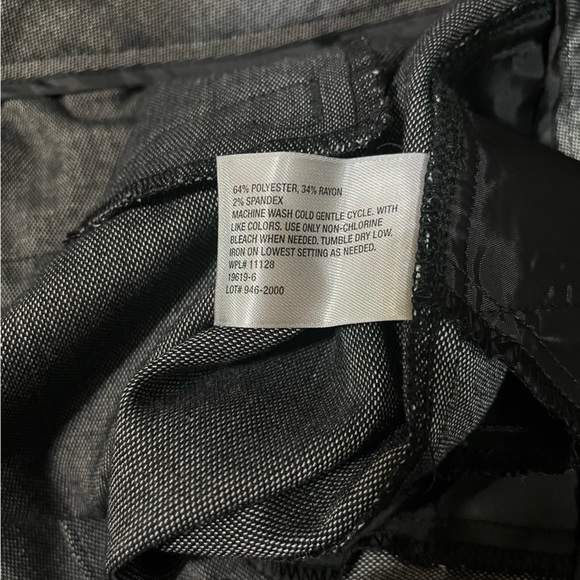 64% POLYESTER, 34% RAYON
2% SPANDEX
MACHINE WASH COLD GENTLE CYCLE. WITH
LIKE COLORS. USE ONLY NON-CHLORINE
BLEACH WHEN NEEDED. TUMBLE DRY LOW.
IRON ON LOWEST SETTING AS NEEDED.
WPL# 11128
19619-6
LOT# 946-2000